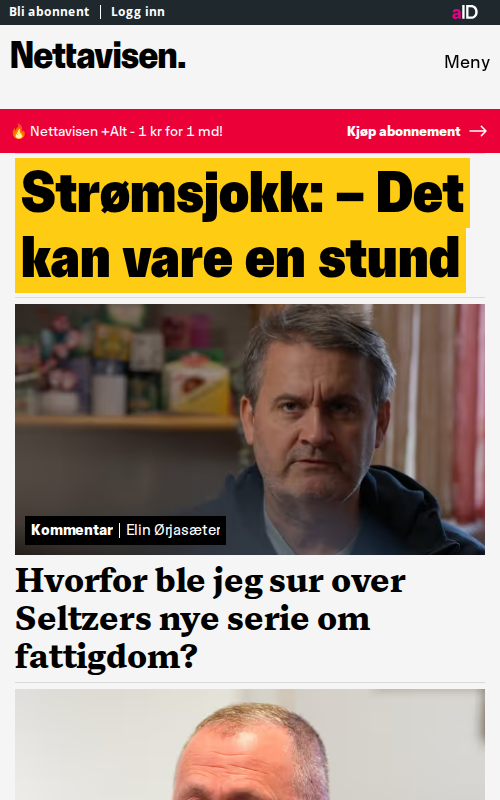 Bli abonnent | Logg inn
aID
Nettavisen.
Meny
🔥 Nettavisen +Alt - 1 kr for 1 md!
Kjøp abonnement →
Strømsjokk: – Det
kan vare en stund
Kommentar | Elin Ørjasæter
Hvorfor ble jeg sur over
Seltzers nye serie om
fattigdom?